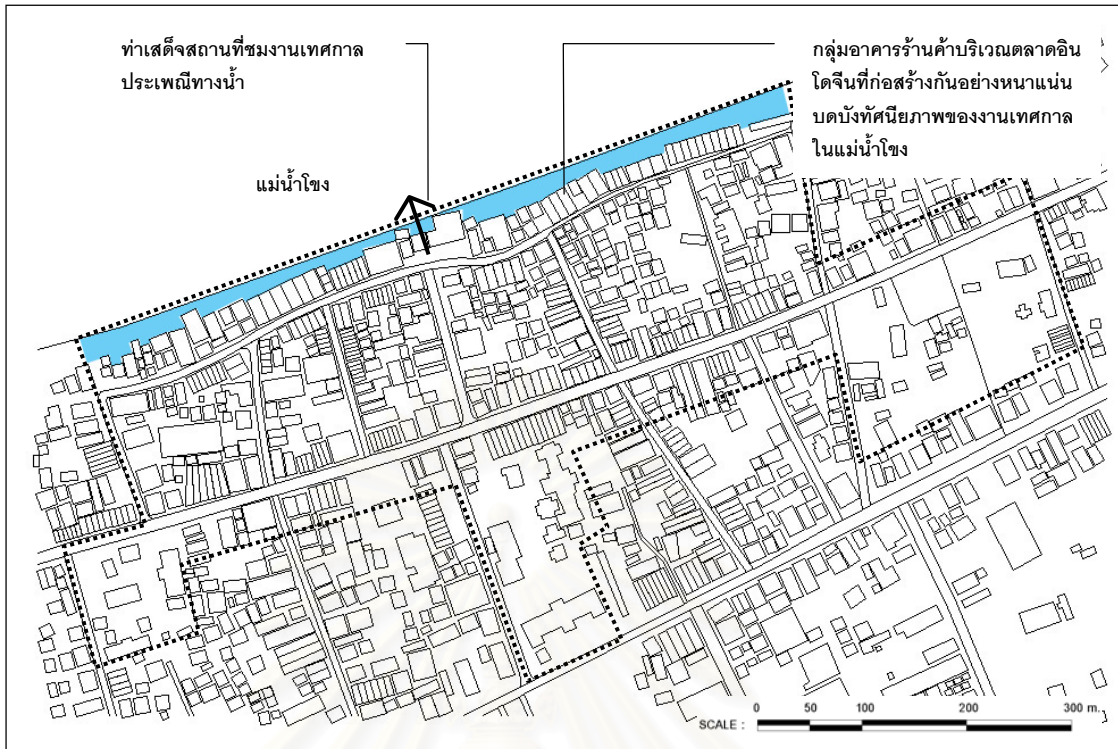 ท่าเสด็จสถานที่ชมงานเทศกาล
ประเพณีทางน้ำ
กลุ่มอาคารร้านค้าบริเวณตลาดอิน
โดจีนที่ก่อสร้างกันอย่างหนาแน่น
บดบังทัศนียภาพของงานเทศกาล
ในแม่น้ำโขง
แม่น้ำโขง
SCALE : 0 50 100 200 300 m.